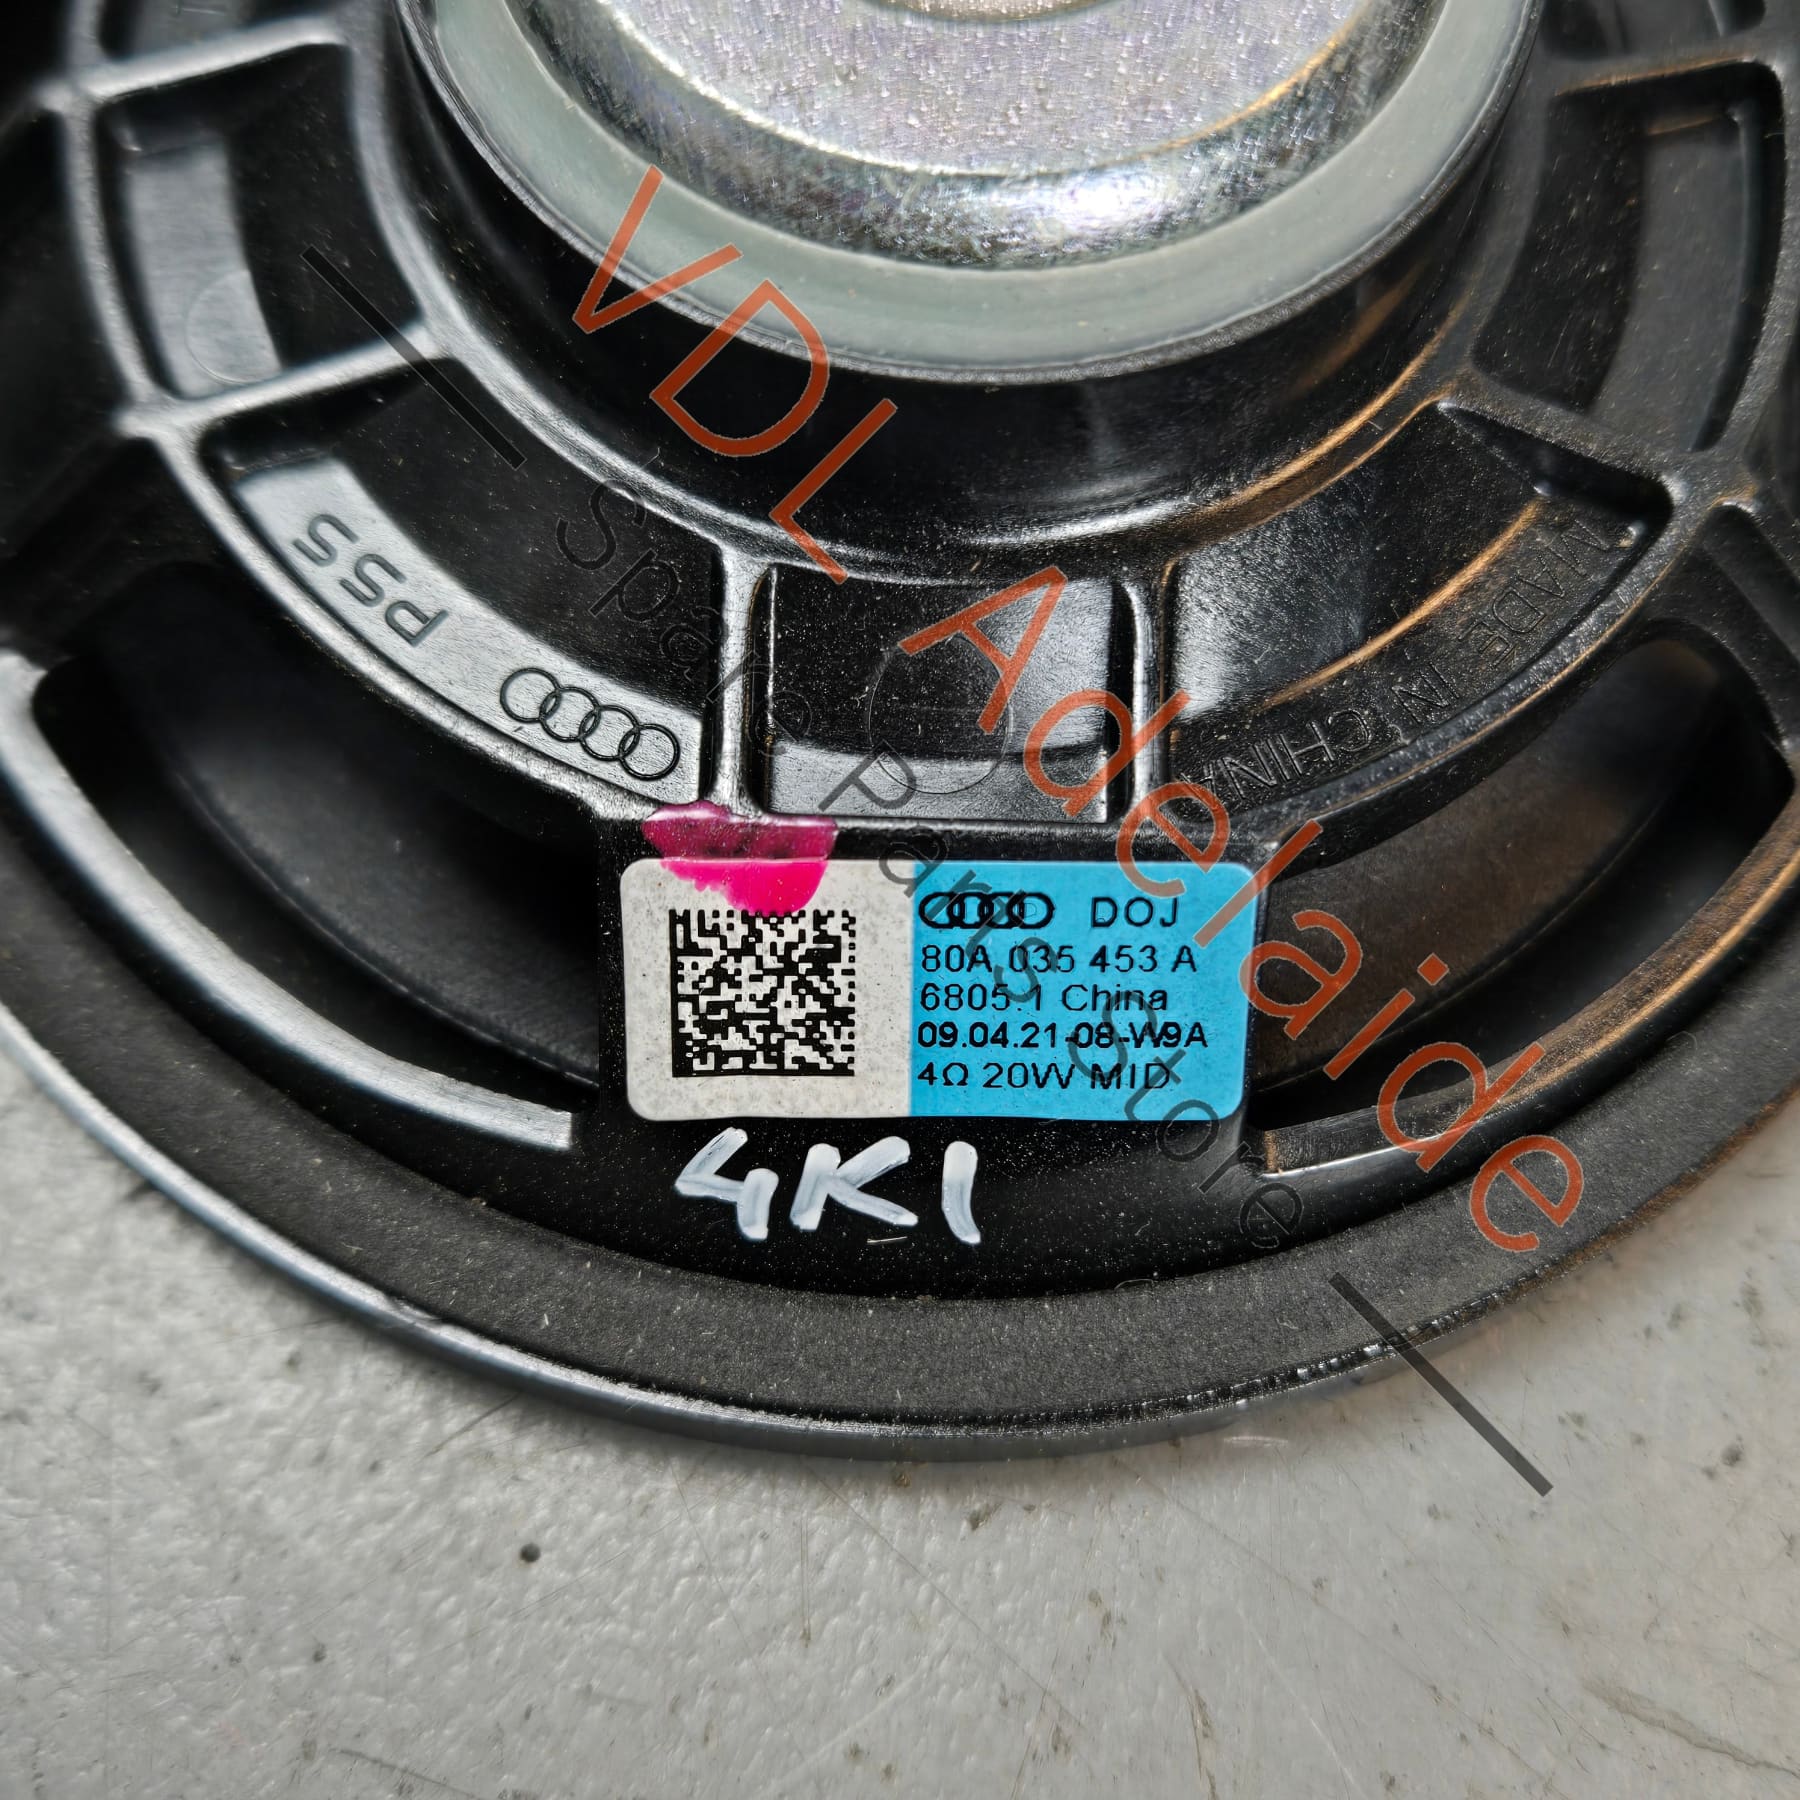 PSS
MADE IN CHINA
DOJ
80A 035 453 A
6805.1 China
09.04.21-08-W9A
4Ω 20W MID
4K1
VDL Adelaide
Spare Parts Store